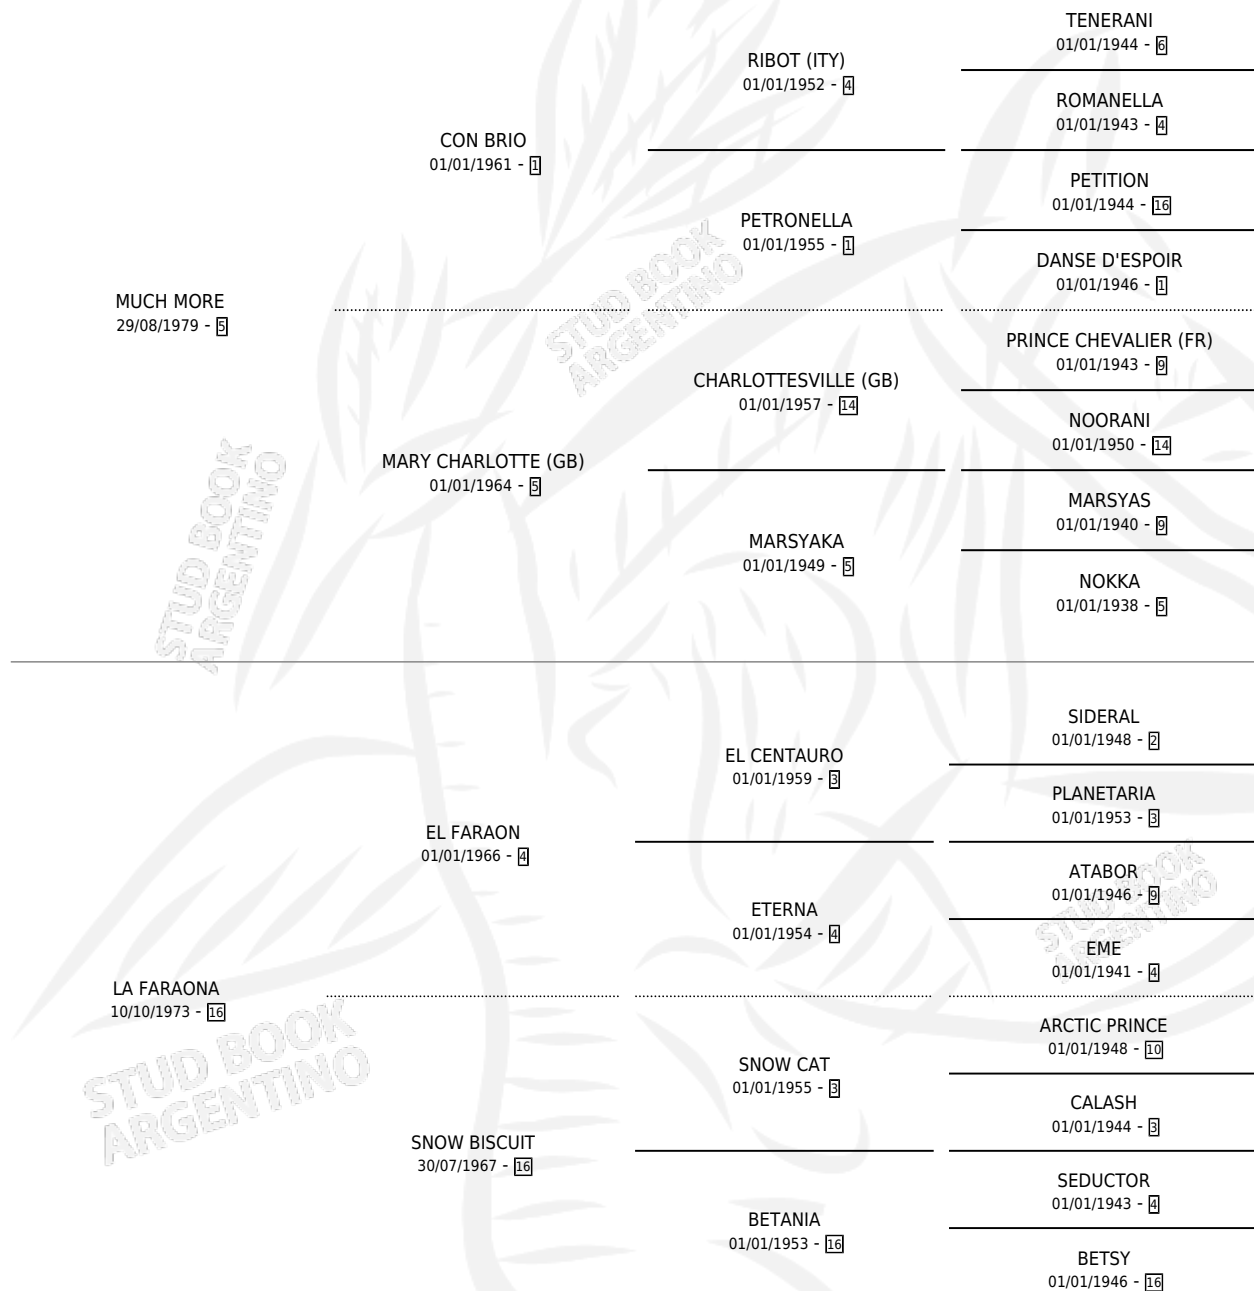 TENERANI
01/01/1944 - 6
RIBOT (ITY)
01/01/1952 - 4
ROMANELLA
01/01/1943 - 4
CON BRIO
01/01/1961 - 1
PETITION
01/01/1944 - 16
PETRONELLA
01/01/1955 - 1
DANSE D'ESPOIR
01/01/1946 - 1
MUCH MORE
29/08/1979 - 5
PRINCE CHEVALIER (FR)
01/01/1943 - 9
CHARLOTTESVILLE (GB)
01/01/1957 - 14
NOORANI
01/01/1950 - 14
MARY CHARLOTTE (GB)
01/01/1964 - 5
MARSYAS
01/01/1940 - 9
MARSYAKA
01/01/1949 - 5
NOKKA
01/01/1938 - 5
STUD BOOK
ARGENTINO
STUD BOOK
ARGENTINO
SIDERAL
01/01/1948 - 2
EL CENTAURO
01/01/1959 - 3
PLANETARIA
01/01/1953 - 3
EL FARAON
01/01/1966 - 4
ATABOR
01/01/1946 - 9
ETERNA
01/01/1954 - 4
EME
01/01/1941 - 4
LA FARAONA
10/10/1973 - 16
ARCTIC PRINCE
01/01/1948 - 10
SNOW CAT
01/01/1955 - 3
CALASH
01/01/1944 - 3
SNOW BISCUIT
30/07/1967 - 16
SEDUCTOR
01/01/1943 - 4
BETANIA
01/01/1953 - 16
BETSY
01/01/1946 - 16
STUD BOOK
ARGENTINO
STUD BOOK
ARGENTINO